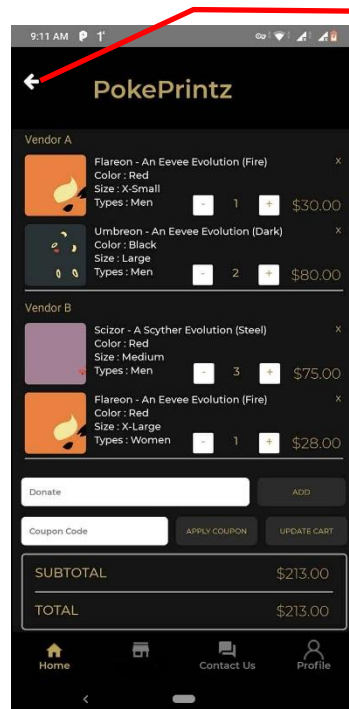 9:11 AM
PokePrintz
Vendor A
Flareon - An Eevee Evolution (Fire) x
Color : Red
Size : X-Small
Types : Men - 1 + $30.00
Umbreon - An Eevee Evolution (Dark) x
Color : Black
Size : Large
Types : Men - 2 + $80.00
Vendor B
Scizor - A Scyther Evolution (Steel) x
Color : Red
Size : Medium
Types : Men - 3 + $75.00
Flareon - An Eevee Evolution (Fire) x
Color : Red
Size : X-Large
Types : Women - 1 + $28.00
Donate ADD
Coupon Code APPLY COUPON UPDATE CART
SUBTOTAL $213.00
TOTAL $213.00
Home Contact Us Profile